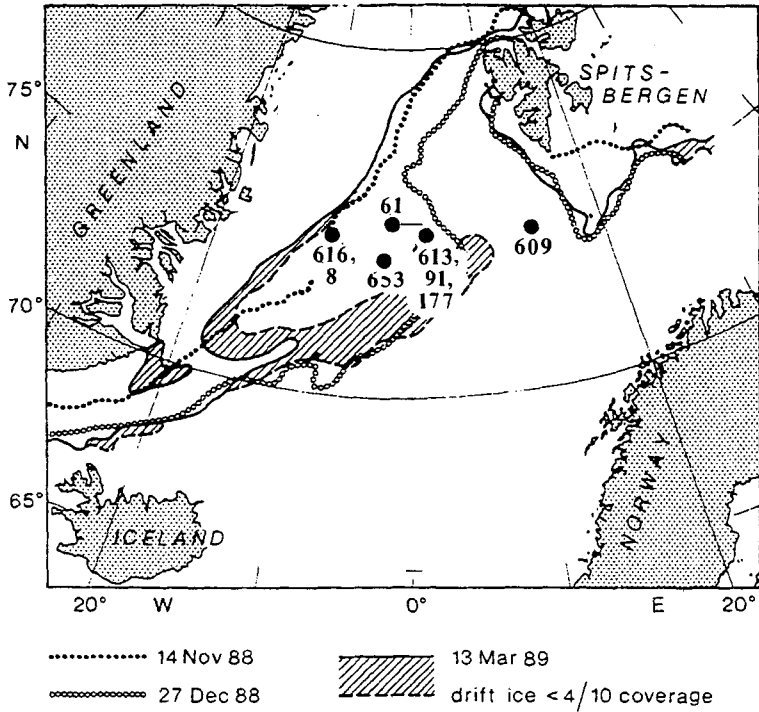 SPITS-
BERGEN
75°
N
GREENLAND
61
616,
8
653
613,
91,
177
609
70°
NORWAY
65°
ICELAND
20° W 0° E 20°
14 Nov 88
27 Dec 88
13 Mar 89
drift ice <4/10 coverage